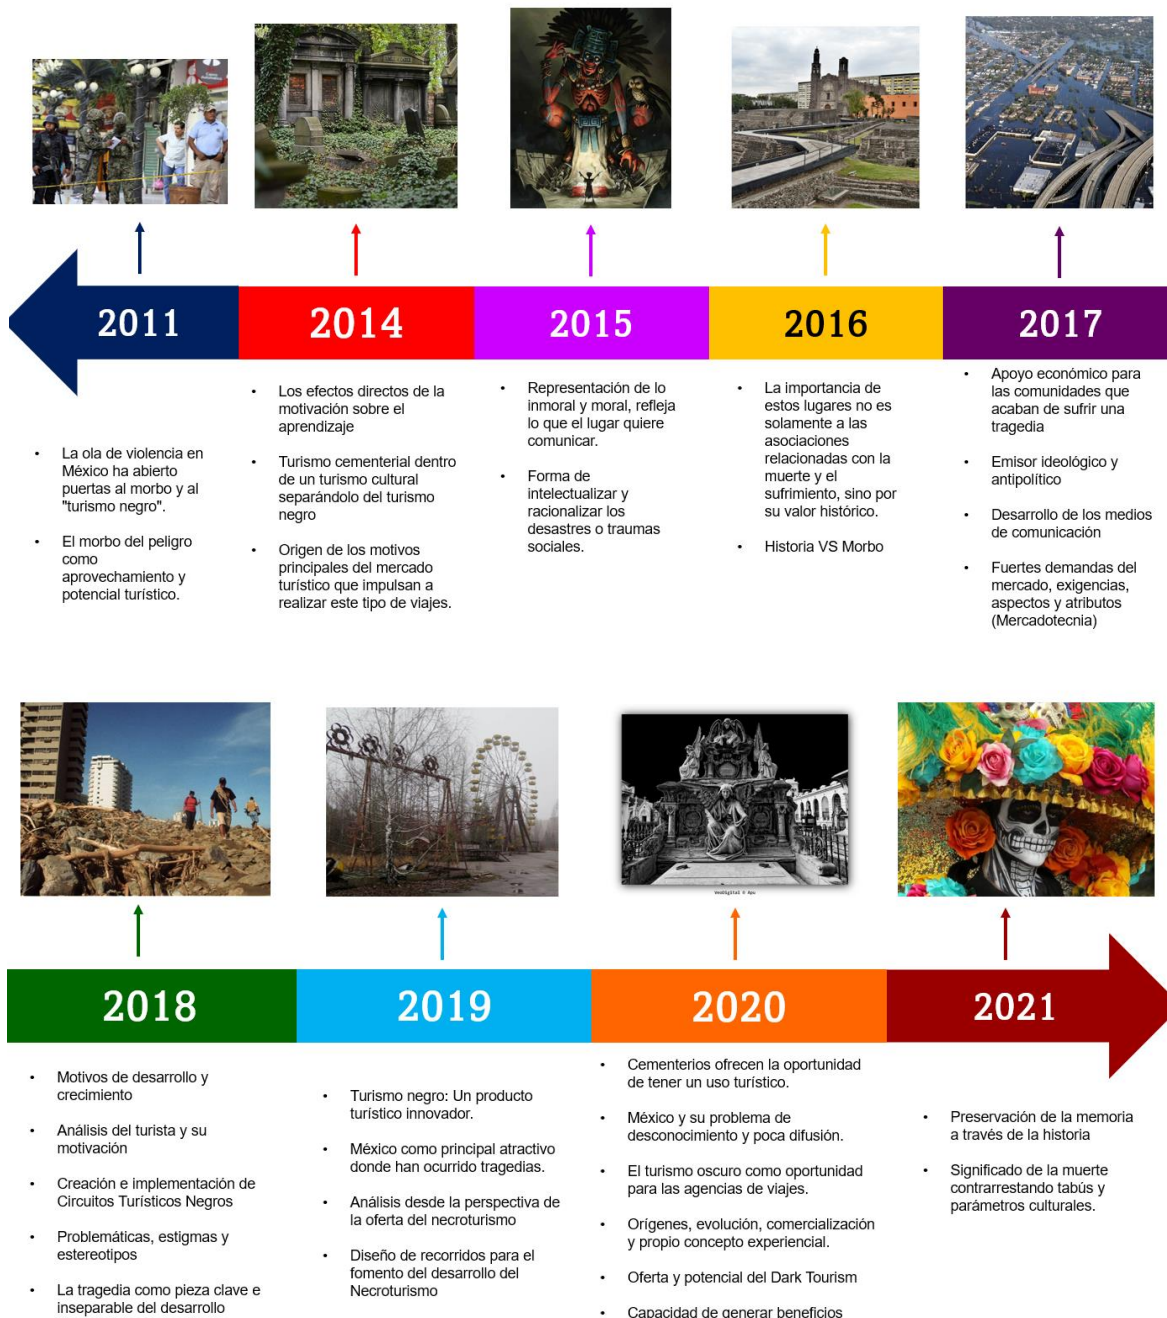 2011
2014
2015
2016
2017
• La ola de violencia en
México ha abierto
puertas al morbo y al
"turismo negro".
• El morbo del peligro
como
aprovechamiento y
potencial turístico.
• Los efectos directos de la
motivación sobre el
aprendizaje
• Turismo cementerial dentro
de un turismo cultural
separándolo del turismo
negro
• Origen de los motivos
principales del mercado
turístico que impulsan a
realizar este tipo de viajes.
• Representación de lo
inmoral y moral, refleja
lo que el lugar quiere
comunicar.
• Forma de
intelectualizar y
racionalizar los
desastres o traumas
sociales.
• La importancia de
estos lugares no es
solamente a las
asociaciones
relacionadas con la
muerte y el
sufrimiento, sino por
su valor histórico.
• Historia VS Morbo
• Apoyo económico para
las comunidades que
acaban de sufrir una
tragedia
• Emisor ideológico y
antipolítico
• Desarrollo de los medios
de comunicación
• Fuertes demandas del
mercado, exigencias,
aspectos y atributos
(Mercadotecnia)
2018
2019
2020
2021
• Motivos de desarrollo y
crecimiento
• Análisis del turista y su
motivación
• Creación e implementación de
Circuitos Turísticos Negros
• Problemáticas, estigmas y
estereotipos
• La tragedia como pieza clave e
inseparable del desarrollo
• Turismo negro: Un producto
turístico innovador.
• México como principal atractivo
donde han ocurrido tragedias.
• Análisis desde la perspectiva de
la oferta del necroturismo
• Diseño de recorridos para el
fomento del desarrollo del
Necroturismo
• Cementerios ofrecen la oportunidad
de tener un uso turístico.
• México y su problema de
desconocimiento y poca difusión.
• El turismo oscuro como oportunidad
para las agencias de viajes.
• Orígenes, evolución, comercialización
y propio concepto experiencial.
• Oferta y potencial del Dark Tourism
• Capacidad de generar beneficios
• Preservación de la memoria
a través de la historia
• Significado de la muerte
contrarrestando tabús y
parámetros culturales.